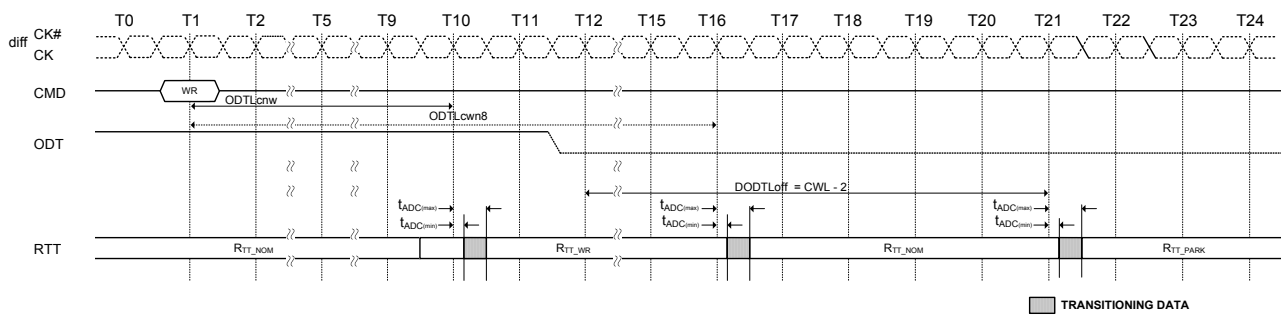 T0 T1 T2 T5 T9 T10 T11 T12 T15 T16 T17 T18 T19 T20 T21 T22 T23 T24
diff CK#
CK
CMD WR
ODTLcnw
ODTLcwn8
ODT
DODTLoff = CWL - 2
tADC(max) tADC(max) tADC(max)
tADC(min) tADC(min) tADC(min)
RTT RTT_NOM RTT_WR RTT_NOM RTT_PARK
TRANSITIONING DATA